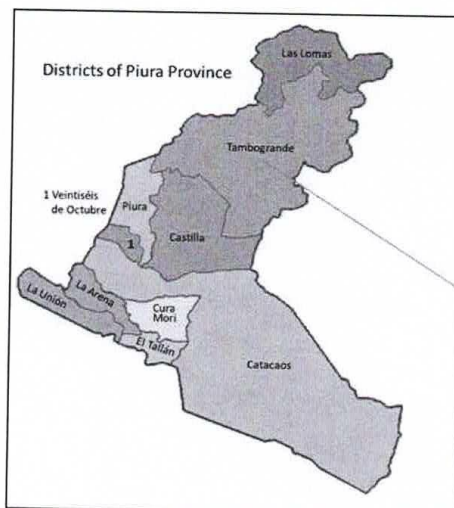 Districts of Piura Province
Las Lomas
Tambogrande
1 Veintiséis
de Octubre
Piura
Castilla
1
La Unión
La Arena
Cura
Mori
El Tallán
Catacaos